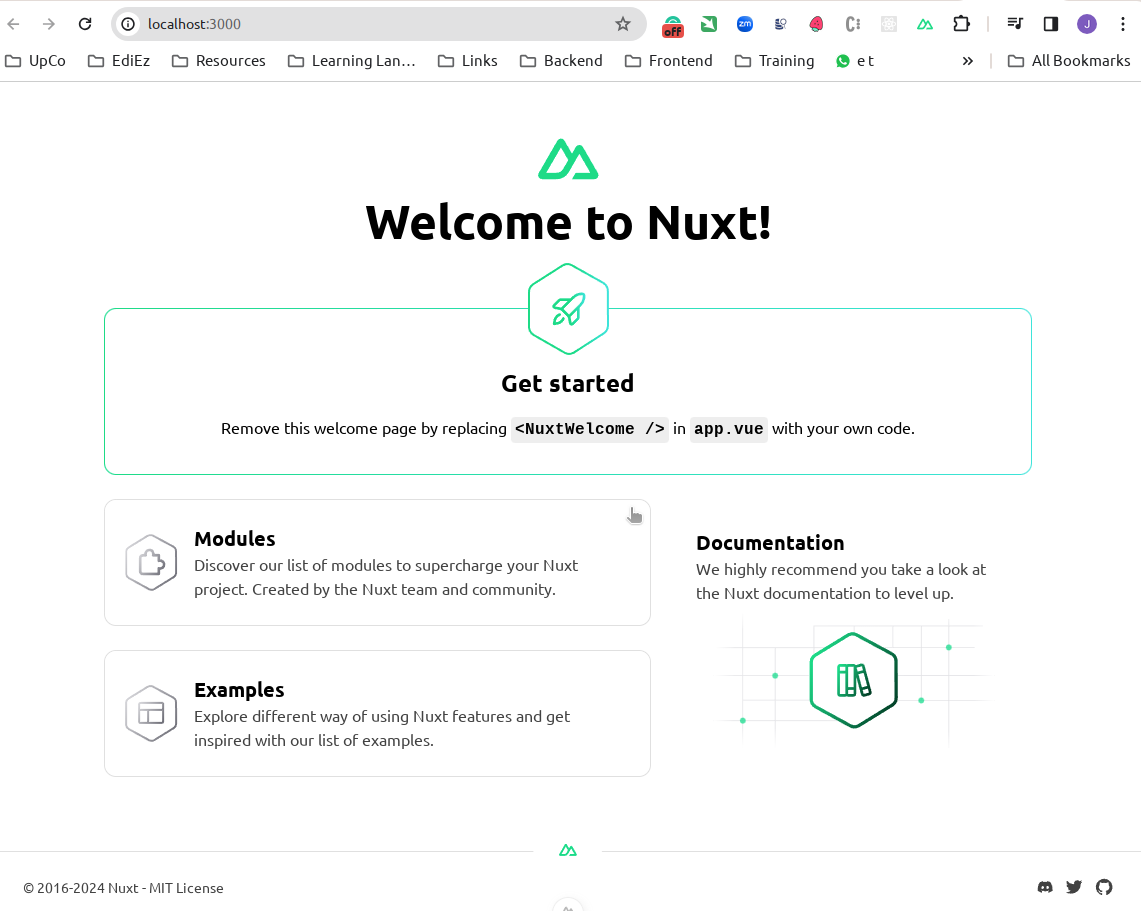 localhost:3000
off
zm
J
UpCo
EdiEz
Resources
Learning Lan…
Links
Backend
Frontend
Training
e t
All Bookmarks
Welcome to Nuxt!
Get started
Remove this welcome page by replacing <NuxtWelcome /> in app.vue with your own code.
Modules
Discover our list of modules to supercharge your Nuxt
project. Created by the Nuxt team and community.
Documentation
We highly recommend you take a look at
the Nuxt documentation to level up.
Examples
Explore different way of using Nuxt features and get
inspired with our list of examples.
© 2016-2024 Nuxt - MIT License